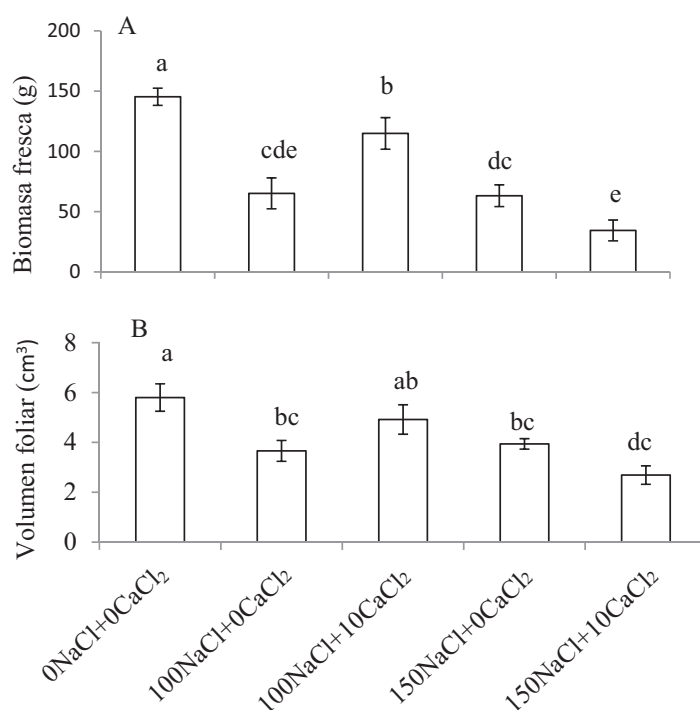 A
Biomasa fresca (g)
200
150
100
50
0
a
cde
b
dc
e
B
Volumen foliar (cm³)
8
6
4
2
0
a
bc
ab
bc
dc
0NaCl+0CaCl₂
100NaCl+0CaCl₂
100NaCl+10CaCl₂
150NaCl+0CaCl₂
150NaCl+10CaCl₂